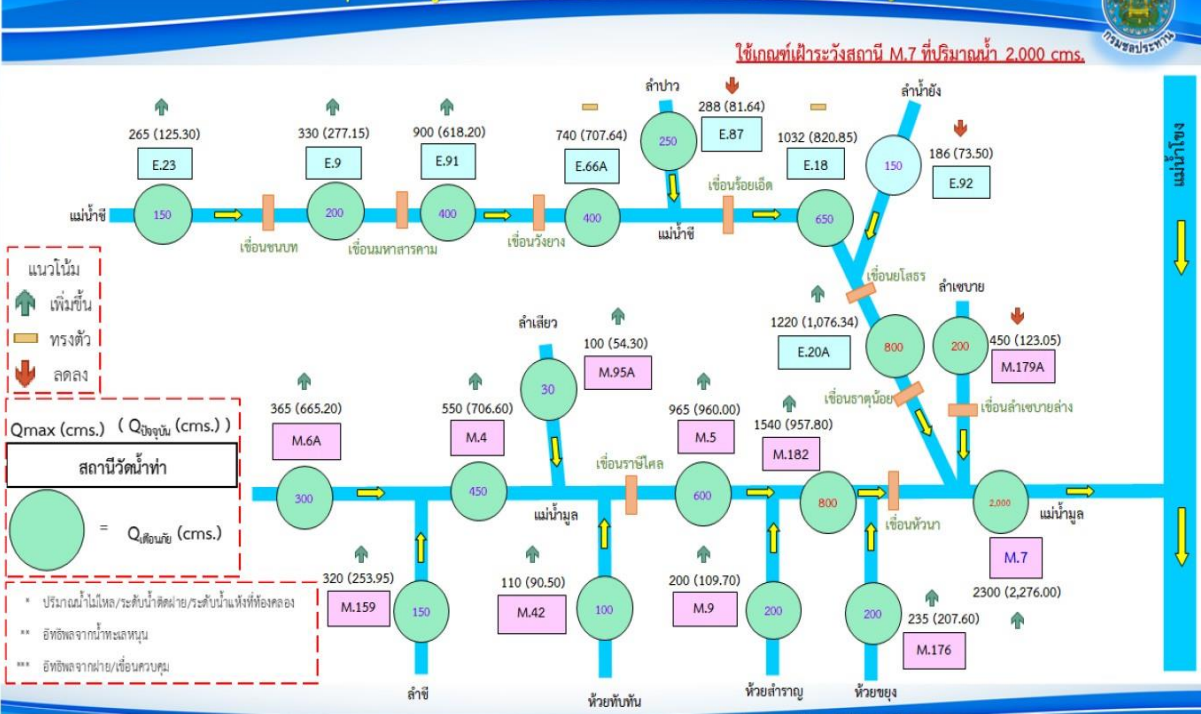 กรมชลประทาน
ใช้เกณฑ์เฝ้าระวังสถานี M.7 ที่ปริมาณน้ำ 2,000 cms.
ลำปาว
ลำน้ำยัง
265 (125.30)
330 (277.15)
900 (618.20)
740 (707.64)
288 (81.64)
1032 (820.85)
186 (73.50)
E.23
E.9
E.91
E.66A
E.87
E.18
E.92
250
150
แม่น้ำโขง
แม่น้ำชี
150
200
400
400
650
เขื่อนร้อยเอ็ด
แม่น้ำชี
เขื่อนชนบท
เขื่อนมหาสารคาม
เขื่อนวังยาง
แนวโน้ม
เพิ่มขึ้น
ทรงตัว
ลดลง
เขื่อนยโสธร
ลำเซบาย
ลำเสียว
100 (54.30)
M.95A
30
1220 (1,076.34)
E.20A
800
200
450 (123.05)
M.179A
เขื่อนธาตุน้อย
เขื่อนลำเซบายล่าง
Qmax (cms.) ( Qปัจจุบัน (cms.) )
สถานีวัดน้ำท่า
= Qเตือนภัย (cms.)
365 (665.20)
550 (706.60)
965 (960.00)
1540 (957.80)
M.6A
M.4
M.5
M.182
เขื่อนราษีไศล
300
450
600
800
2,000
แม่น้ำมูล
เขื่อนหัวนา
แม่น้ำมูล
M.7
2300 (2,276.00)
320 (253.95)
110 (90.50)
200 (109.70)
235 (207.60)
M.159
M.42
M.9
M.176
150
100
200
200
* ปริมาณน้ำไม่ไหล/ระดับน้ำติดฝาย/ระดับน้ำแห้งที่ท้องคลอง
** อิทธิพลจากน้ำทะเลหนุน
*** อิทธิพลจากฝาย/เขื่อนควบคุม
ลำชี
ห้วยทับทัน
ห้วยสำราญ
ห้วยขยุง